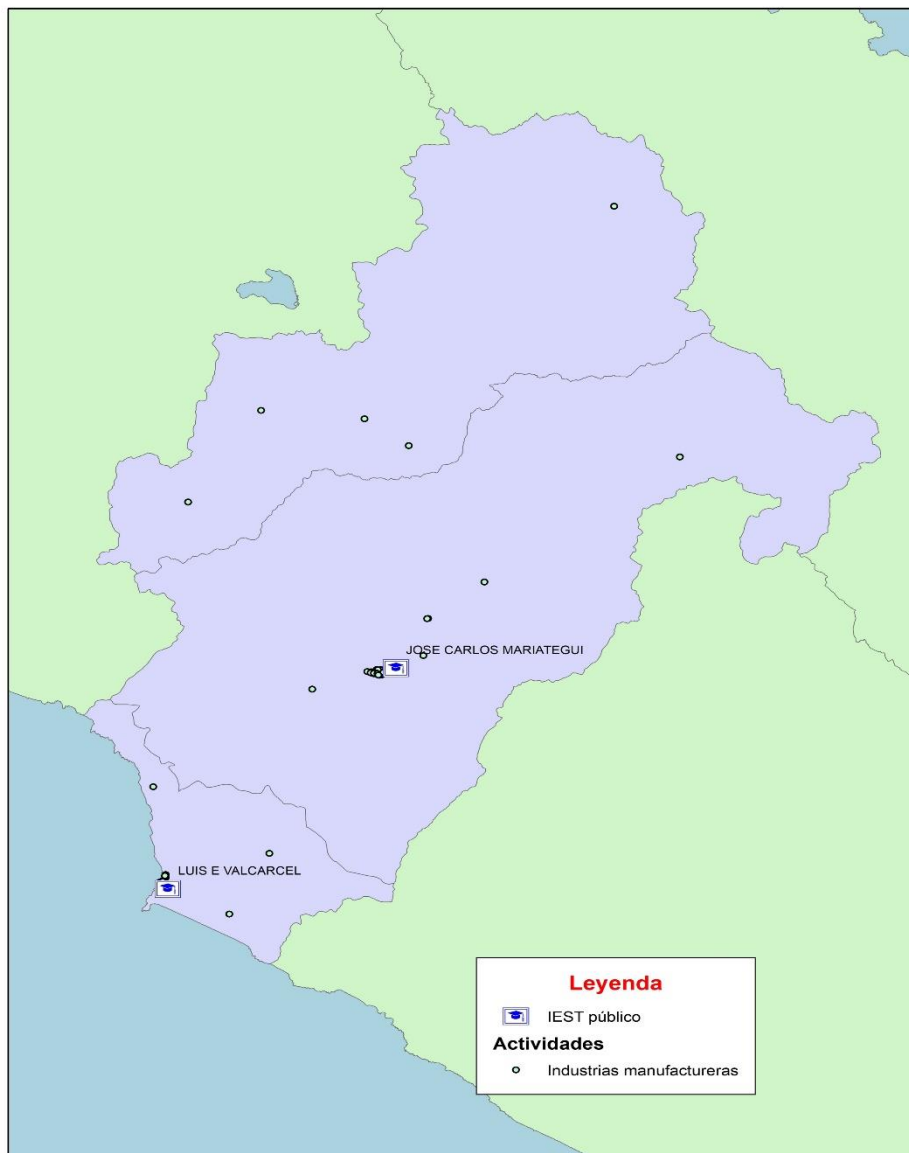 JOSE CARLOS MARIATEGUI
LUIS E VALCARCEL
Leyenda
IEST público
Actividades
Industrias manufactureras